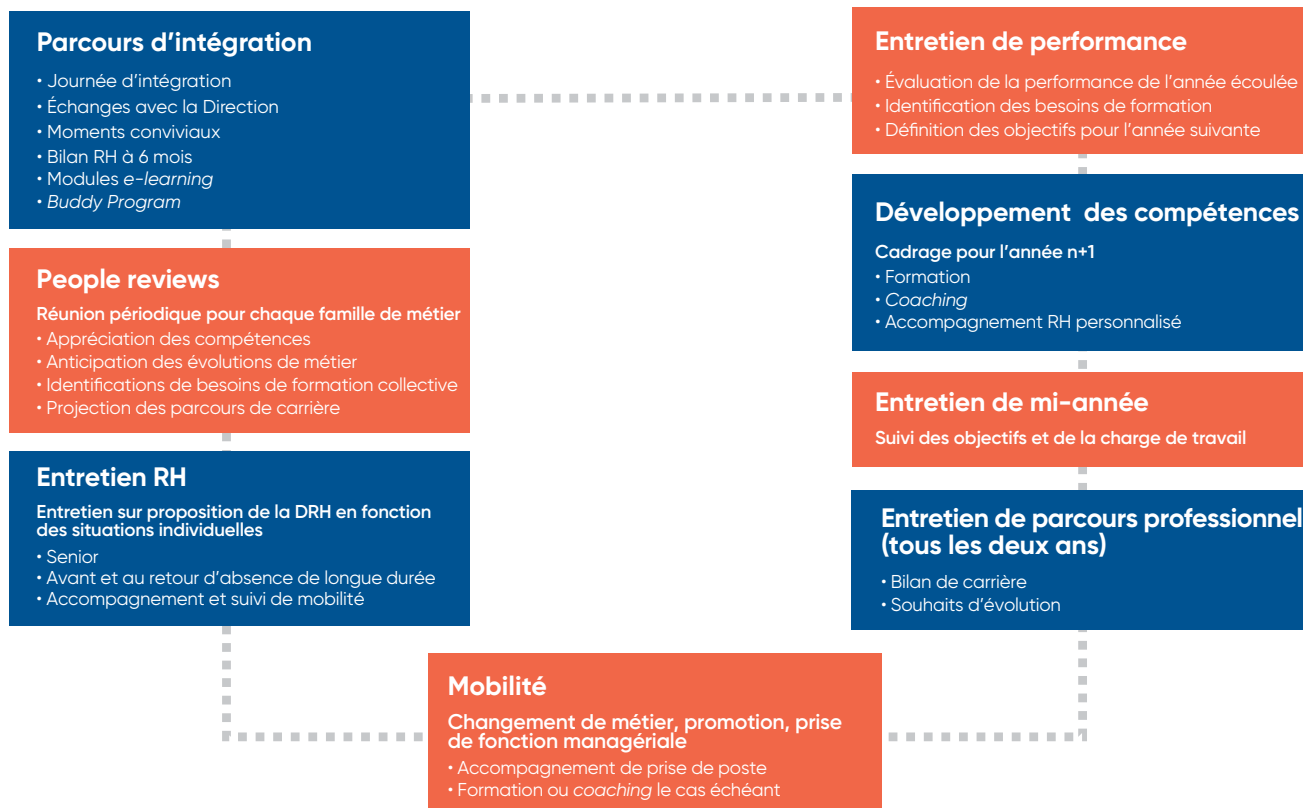 Parcours d’intégration
• Journée d’intégration
• Échanges avec la Direction
• Moments conviviaux
• Bilan RH à 6 mois
• Modules e-learning
• Buddy Program
People reviews
Réunion périodique pour chaque famille de métier
• Appréciation des compétences
• Anticipation des évolutions de métier
• Identifications de besoins de formation collective
• Projection des parcours de carrière
Entretien RH
Entretien sur proposition de la DRH en fonction
des situations individuelles
• Senior
• Avant et au retour d’absence de longue durée
• Accompagnement et suivi de mobilité
Entretien de performance
• Évaluation de la performance de l’année écoulée
• Identification des besoins de formation
• Définition des objectifs pour l’année suivante
Développement des compétences
Cadrage pour l’année n+1
• Formation
• Coaching
• Accompagnement RH personnalisé
Entretien de mi-année
Suivi des objectifs et de la charge de travail
Entretien de parcours professionnel
(tous les deux ans)
• Bilan de carrière
• Souhaits d’évolution
Mobilité
Changement de métier, promotion, prise
de fonction managériale
• Accompagnement de prise de poste
• Formation ou coaching le cas échéant